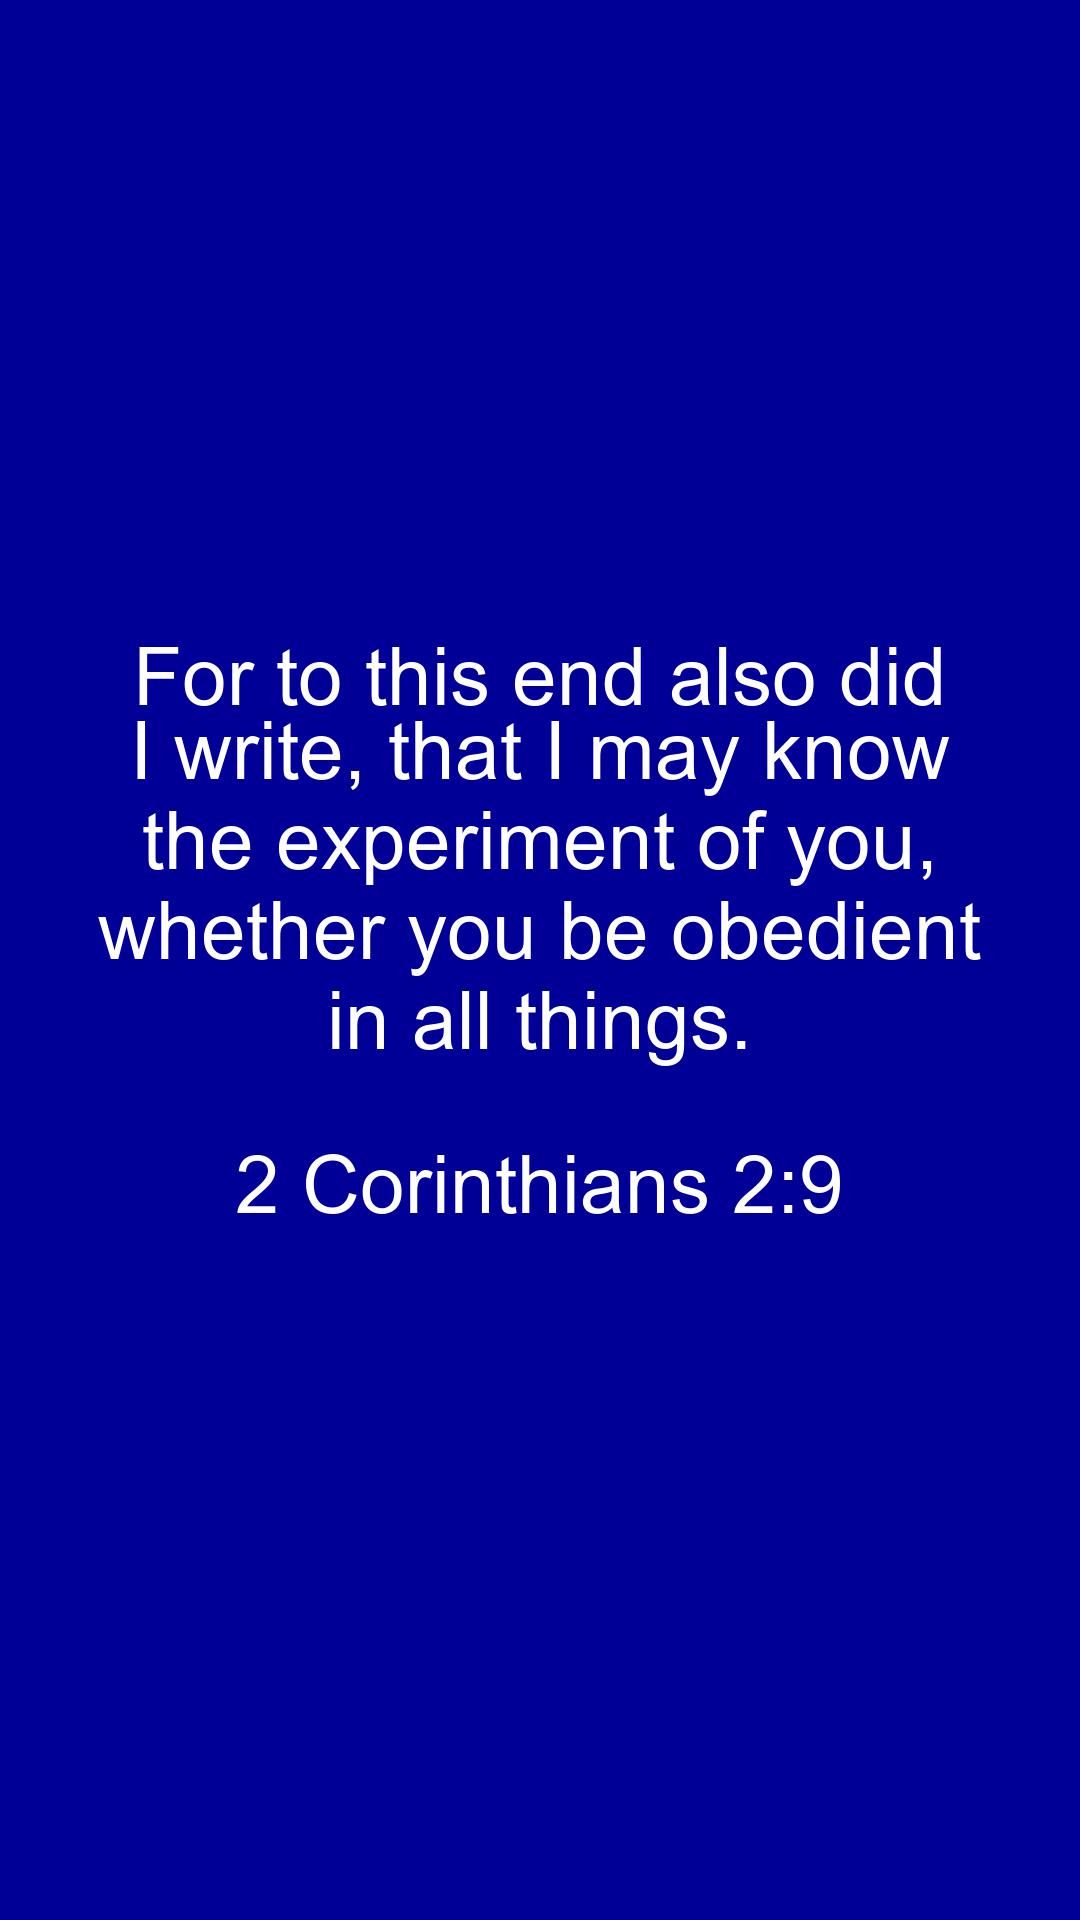 For to this end also did
I write, that I may know
the experiment of you,
whether you be obedient
in all things.
2 Corinthians 2:9